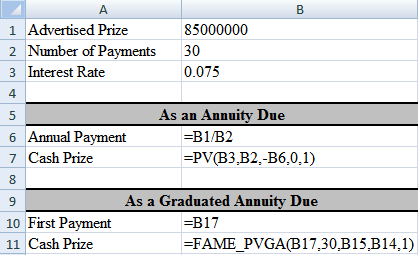 A B
1 Advertised Prize 85000000
2 Number of Payments 30
3 Interest Rate 0.075
4
5 As an Annuity Due
6 Annual Payment =B1/B2
7 Cash Prize =PV(B3,B2,-B6,0,1)
8
9 As a Graduated Annuity Due
10 First Payment =B17
11 Cash Prize =FAME_PVGA(B17,30,B15,B14,1)